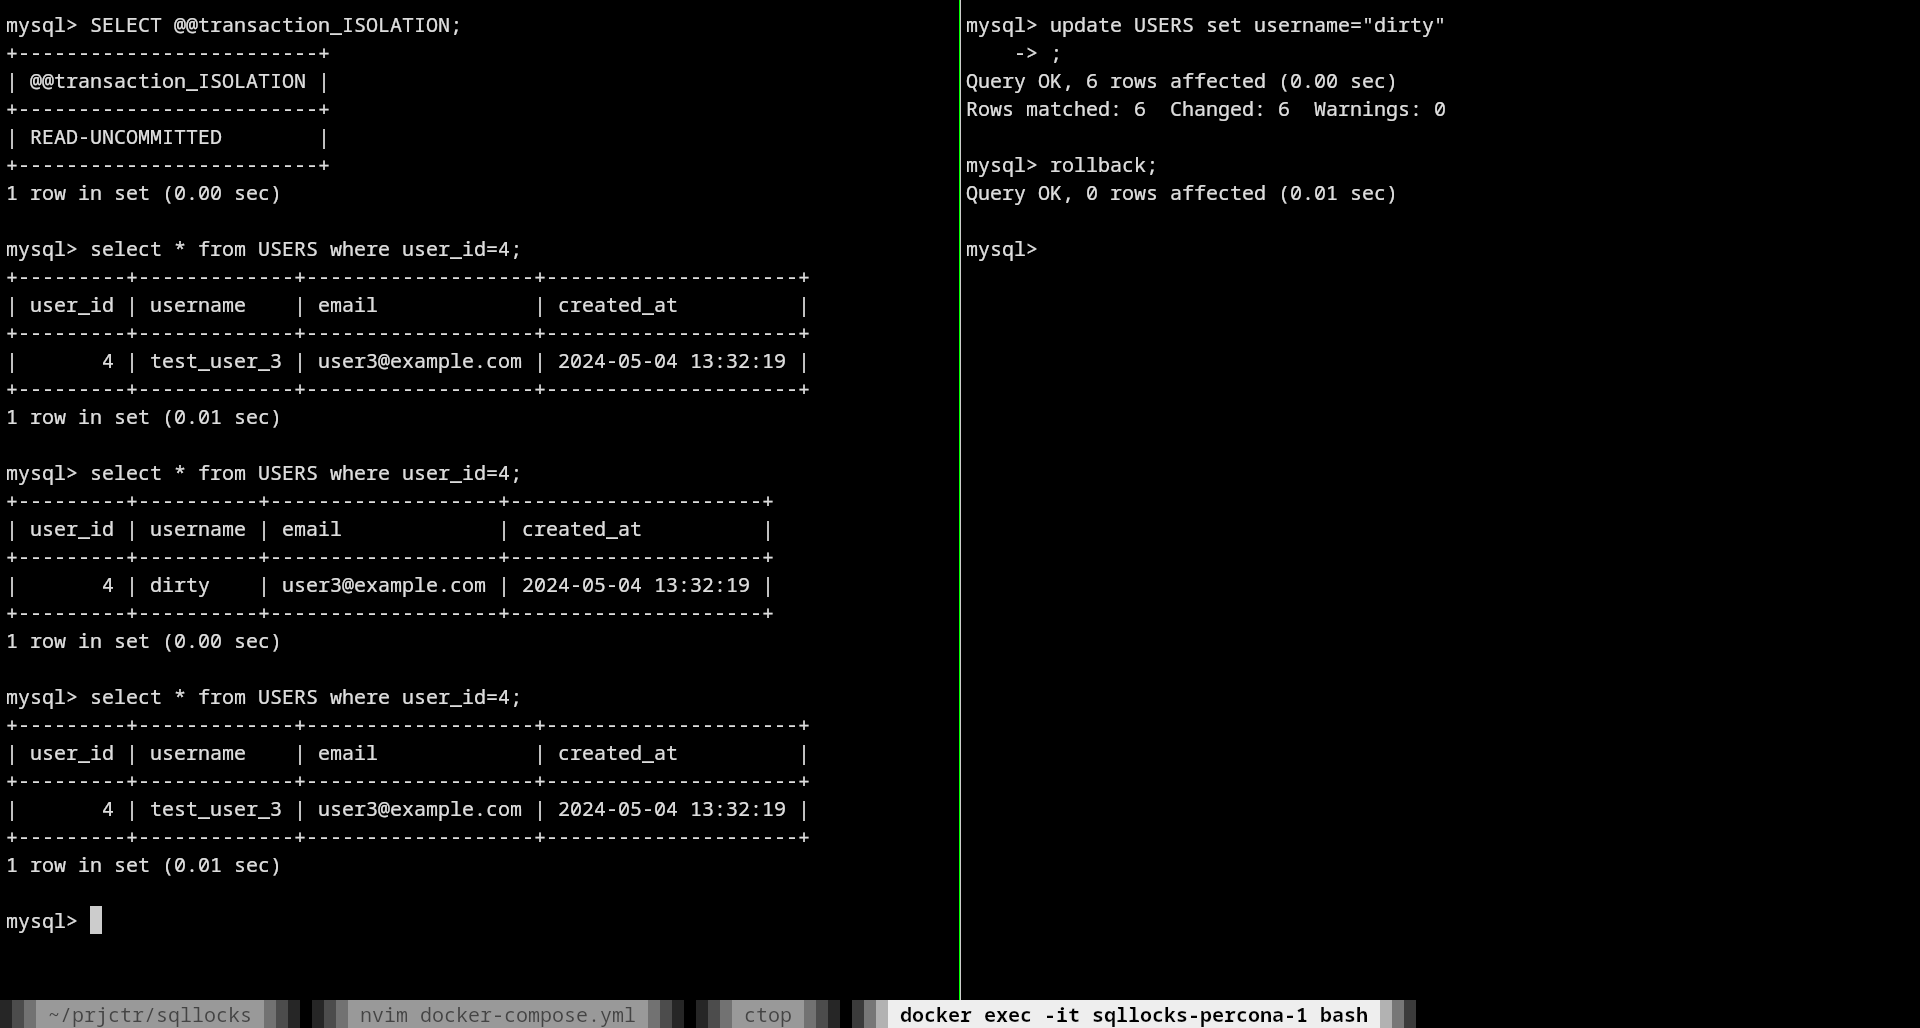 mysql> SELECT @@transaction_ISOLATION;
+-------------------------+
| @@transaction_ISOLATION |
+-------------------------+
| READ-UNCOMMITTED        |
+-------------------------+
1 row in set (0.00 sec)

mysql> select * from USERS where user_id=4;
+---------+-------------+-------------------+---------------------+
| user_id | username    | email             | created_at          |
+---------+-------------+-------------------+---------------------+
|       4 | test_user_3 | user3@example.com | 2024-05-04 13:32:19 |
+---------+-------------+-------------------+---------------------+
1 row in set (0.01 sec)

mysql> select * from USERS where user_id=4;
+---------+----------+-------------------+---------------------+
| user_id | username | email             | created_at          |
+---------+----------+-------------------+---------------------+
|       4 | dirty    | user3@example.com | 2024-05-04 13:32:19 |
+---------+----------+-------------------+---------------------+
1 row in set (0.00 sec)

mysql> select * from USERS where user_id=4;
+---------+-------------+-------------------+---------------------+
| user_id | username    | email             | created_at          |
+---------+-------------+-------------------+---------------------+
|       4 | test_user_3 | user3@example.com | 2024-05-04 13:32:19 |
+---------+-------------+-------------------+---------------------+
1 row in set (0.01 sec)

mysql>
mysql> update USERS set username="dirty"
    -> ;
Query OK, 6 rows affected (0.00 sec)
Rows matched: 6  Changed: 6  Warnings: 0

mysql> rollback;
Query OK, 0 rows affected (0.01 sec)

mysql>
~/prjctr/sqllocks  nvim docker-compose.yml  ctop  docker exec -it sqllocks-percona-1 bash